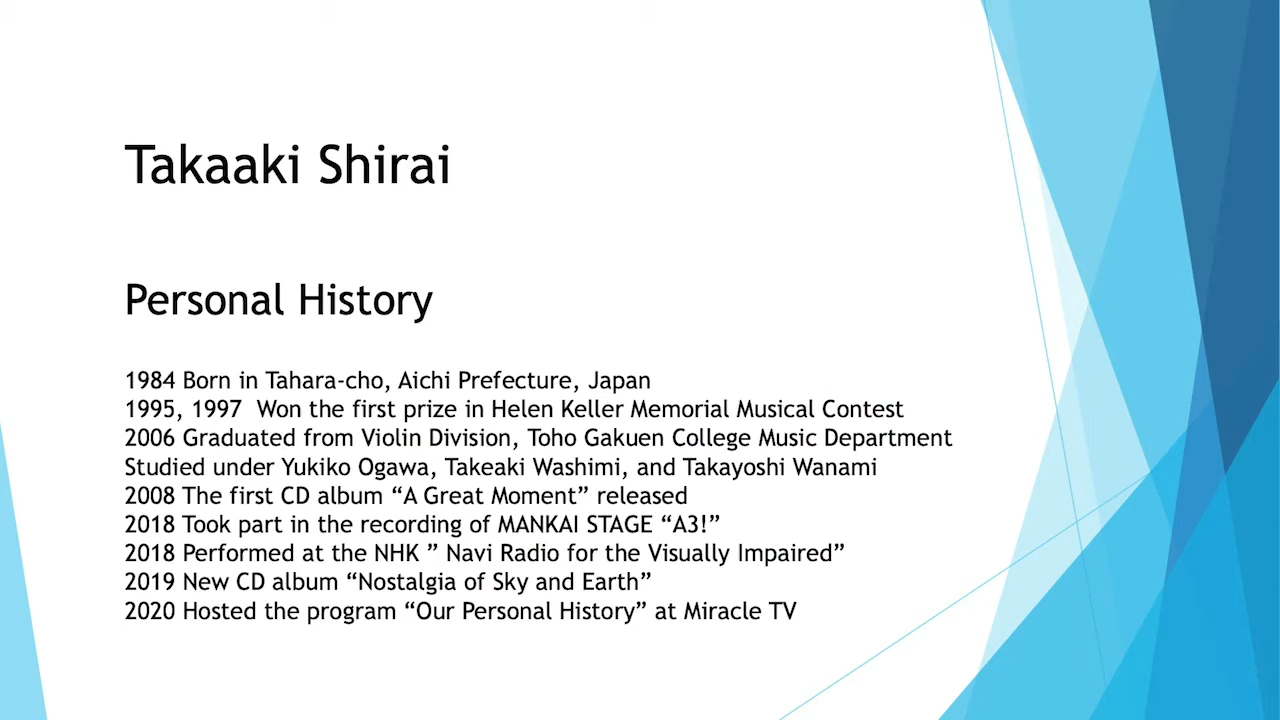 Takaaki Shirai
Personal History
1984 Born in Tahara-cho, Aichi Prefecture, Japan
1995, 1997  Won the first prize in Helen Keller Memorial Musical Contest
2006 Graduated from Violin Division, Toho Gakuen College Music Department
Studied under Yukiko Ogawa, Takeaki Washimi, and Takayoshi Wanami
2008 The first CD album “A Great Moment” released
2018 Took part in the recording of MANKAI STAGE “A3!”
2018 Performed at the NHK ” Navi Radio for the Visually Impaired”
2019 New CD album “Nostalgia of Sky and Earth”
2020 Hosted the program “Our Personal History” at Miracle TV